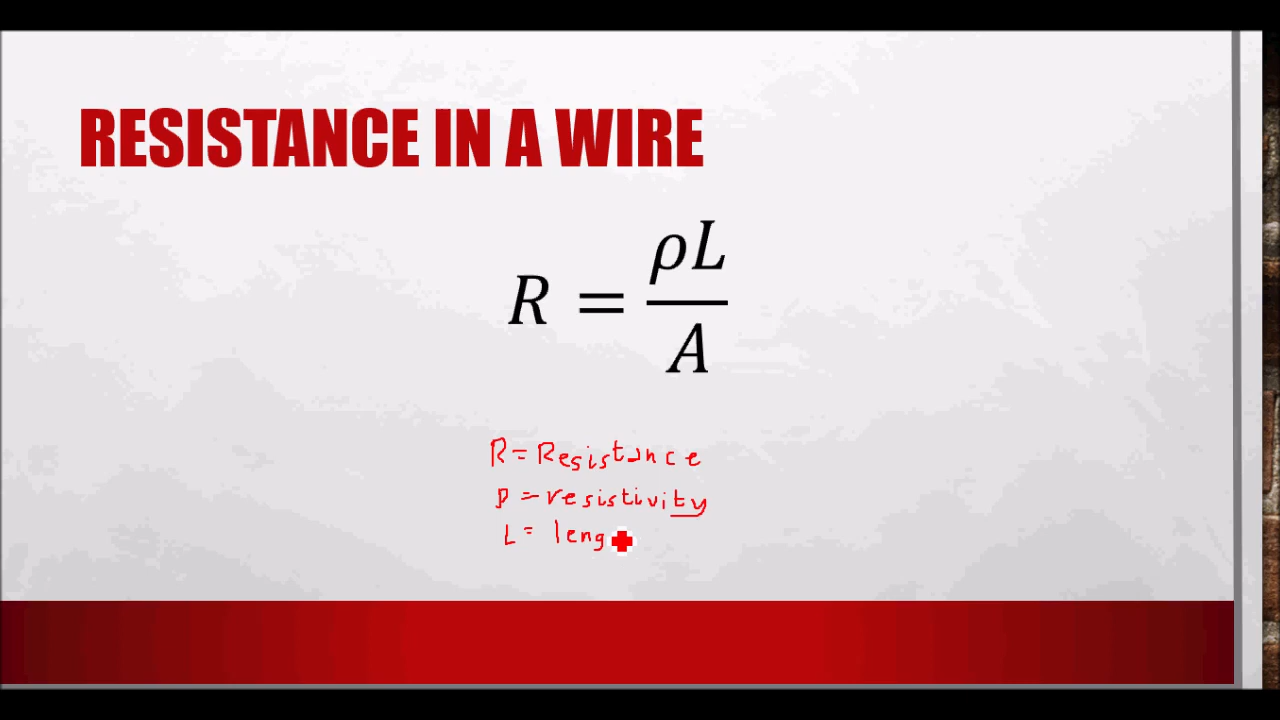 RESISTANCE IN A WIRE
R = ρL/A
R = Resistance
ρ = resistivity
L = leng